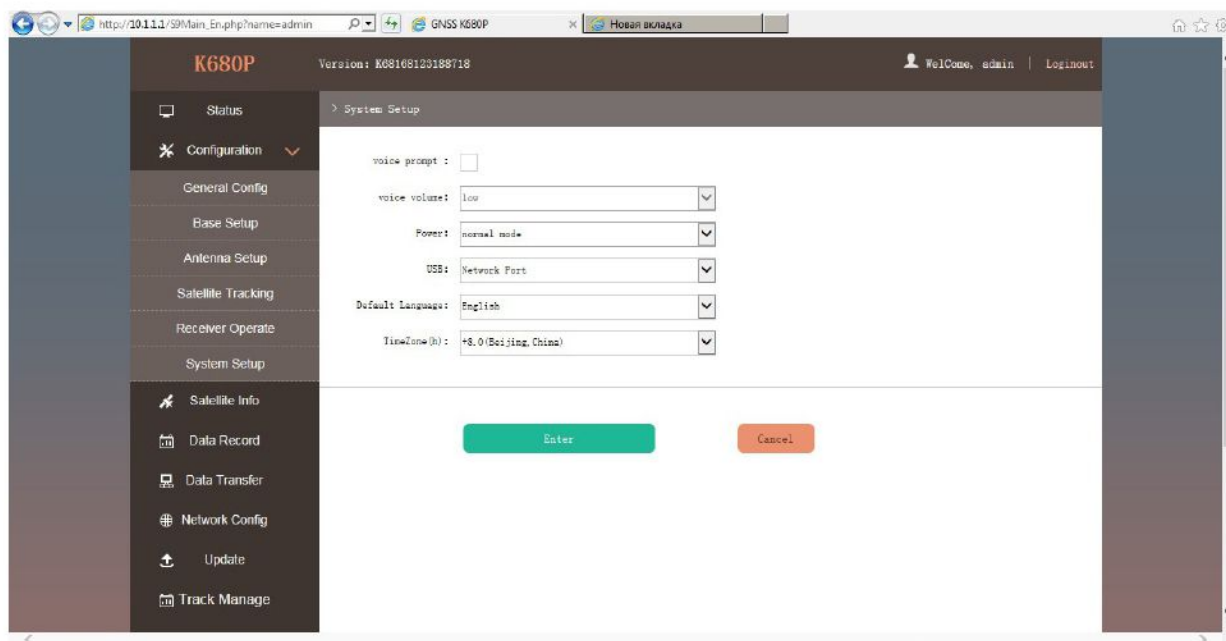 http://10.1.1.1/S9Main_En.php?name=admin GNSS K680P Новая вкладка
K680P Version: K68168123188718 WelCome, admin | Loginout
Status > System Setup
Configuration
voice prompt :
General Config
voice volume: low
Base Setup
Power: normal mode
Antenna Setup
USB: Network Port
Satellite Tracking
Default Language: English
Receiver Operate
TimeZone(h): +8.0(Beijing,China)
System Setup
Satellite Info
Data Record Enter Cancel
Data Transfer
Network Config
Update
Track Manage